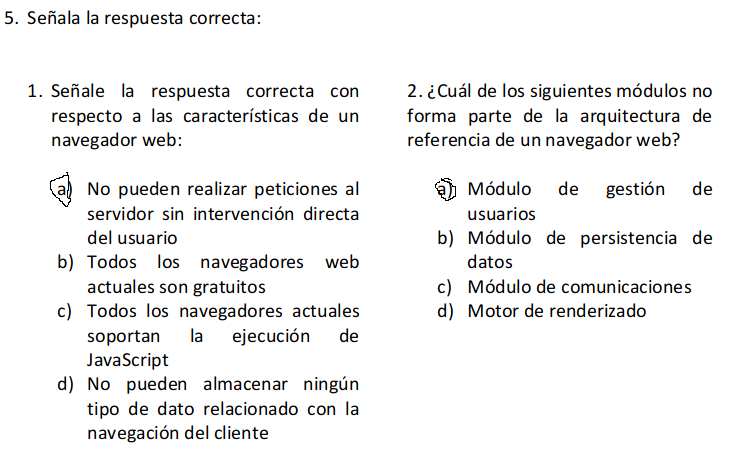 5. Señala la respuesta correcta:
1. Señale la respuesta correcta con
respecto a las características de un
navegador web:
a) No pueden realizar peticiones al
servidor sin intervención directa
del usuario
b) Todos los navegadores web
actuales son gratuitos
c) Todos los navegadores actuales
soportan la ejecución de
JavaScript
d) No pueden almacenar ningún
tipo de dato relacionado con la
navegación del cliente
2. ¿Cuál de los siguientes módulos no
forma parte de la arquitectura de
referencia de un navegador web?
a) Módulo de gestión de
usuarios
b) Módulo de persistencia de
datos
c) Módulo de comunicaciones
d) Motor de renderizado